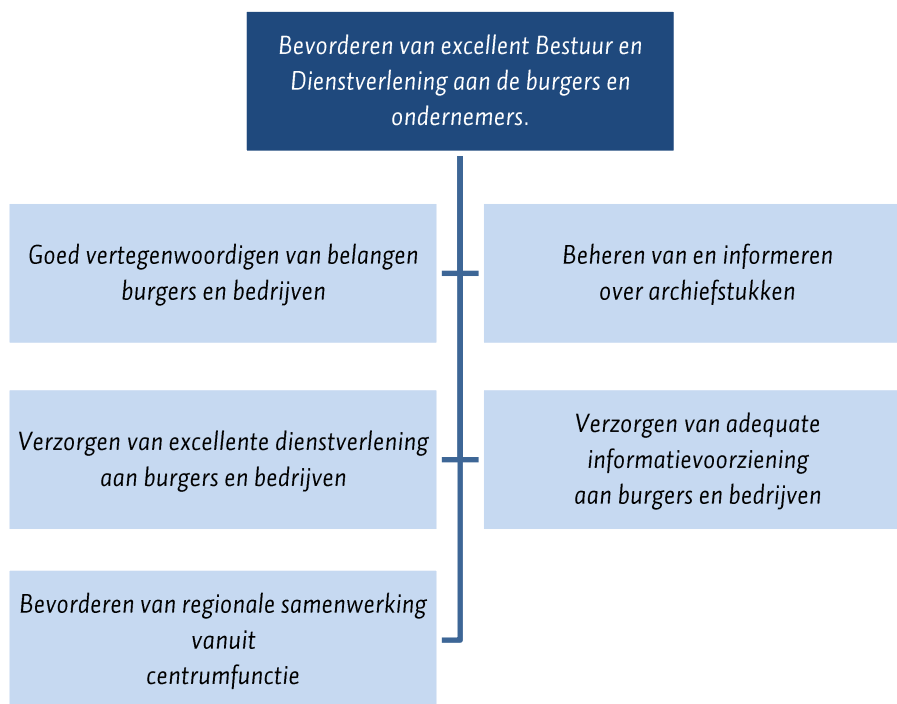 Bevorderen van excellent Bestuur en
Dienstverlening aan de burgers en
ondernemers.
Goed vertegenwoordigen van belangen
burgers en bedrijven
Beheren van en informeren
over archiefstukken
Verzorgen van excellente dienstverlening
aan burgers en bedrijven
Verzorgen van adequate
informatievoorziening
aan burgers en bedrijven
Bevorderen van regionale samenwerking
vanuit
centrumfunctie